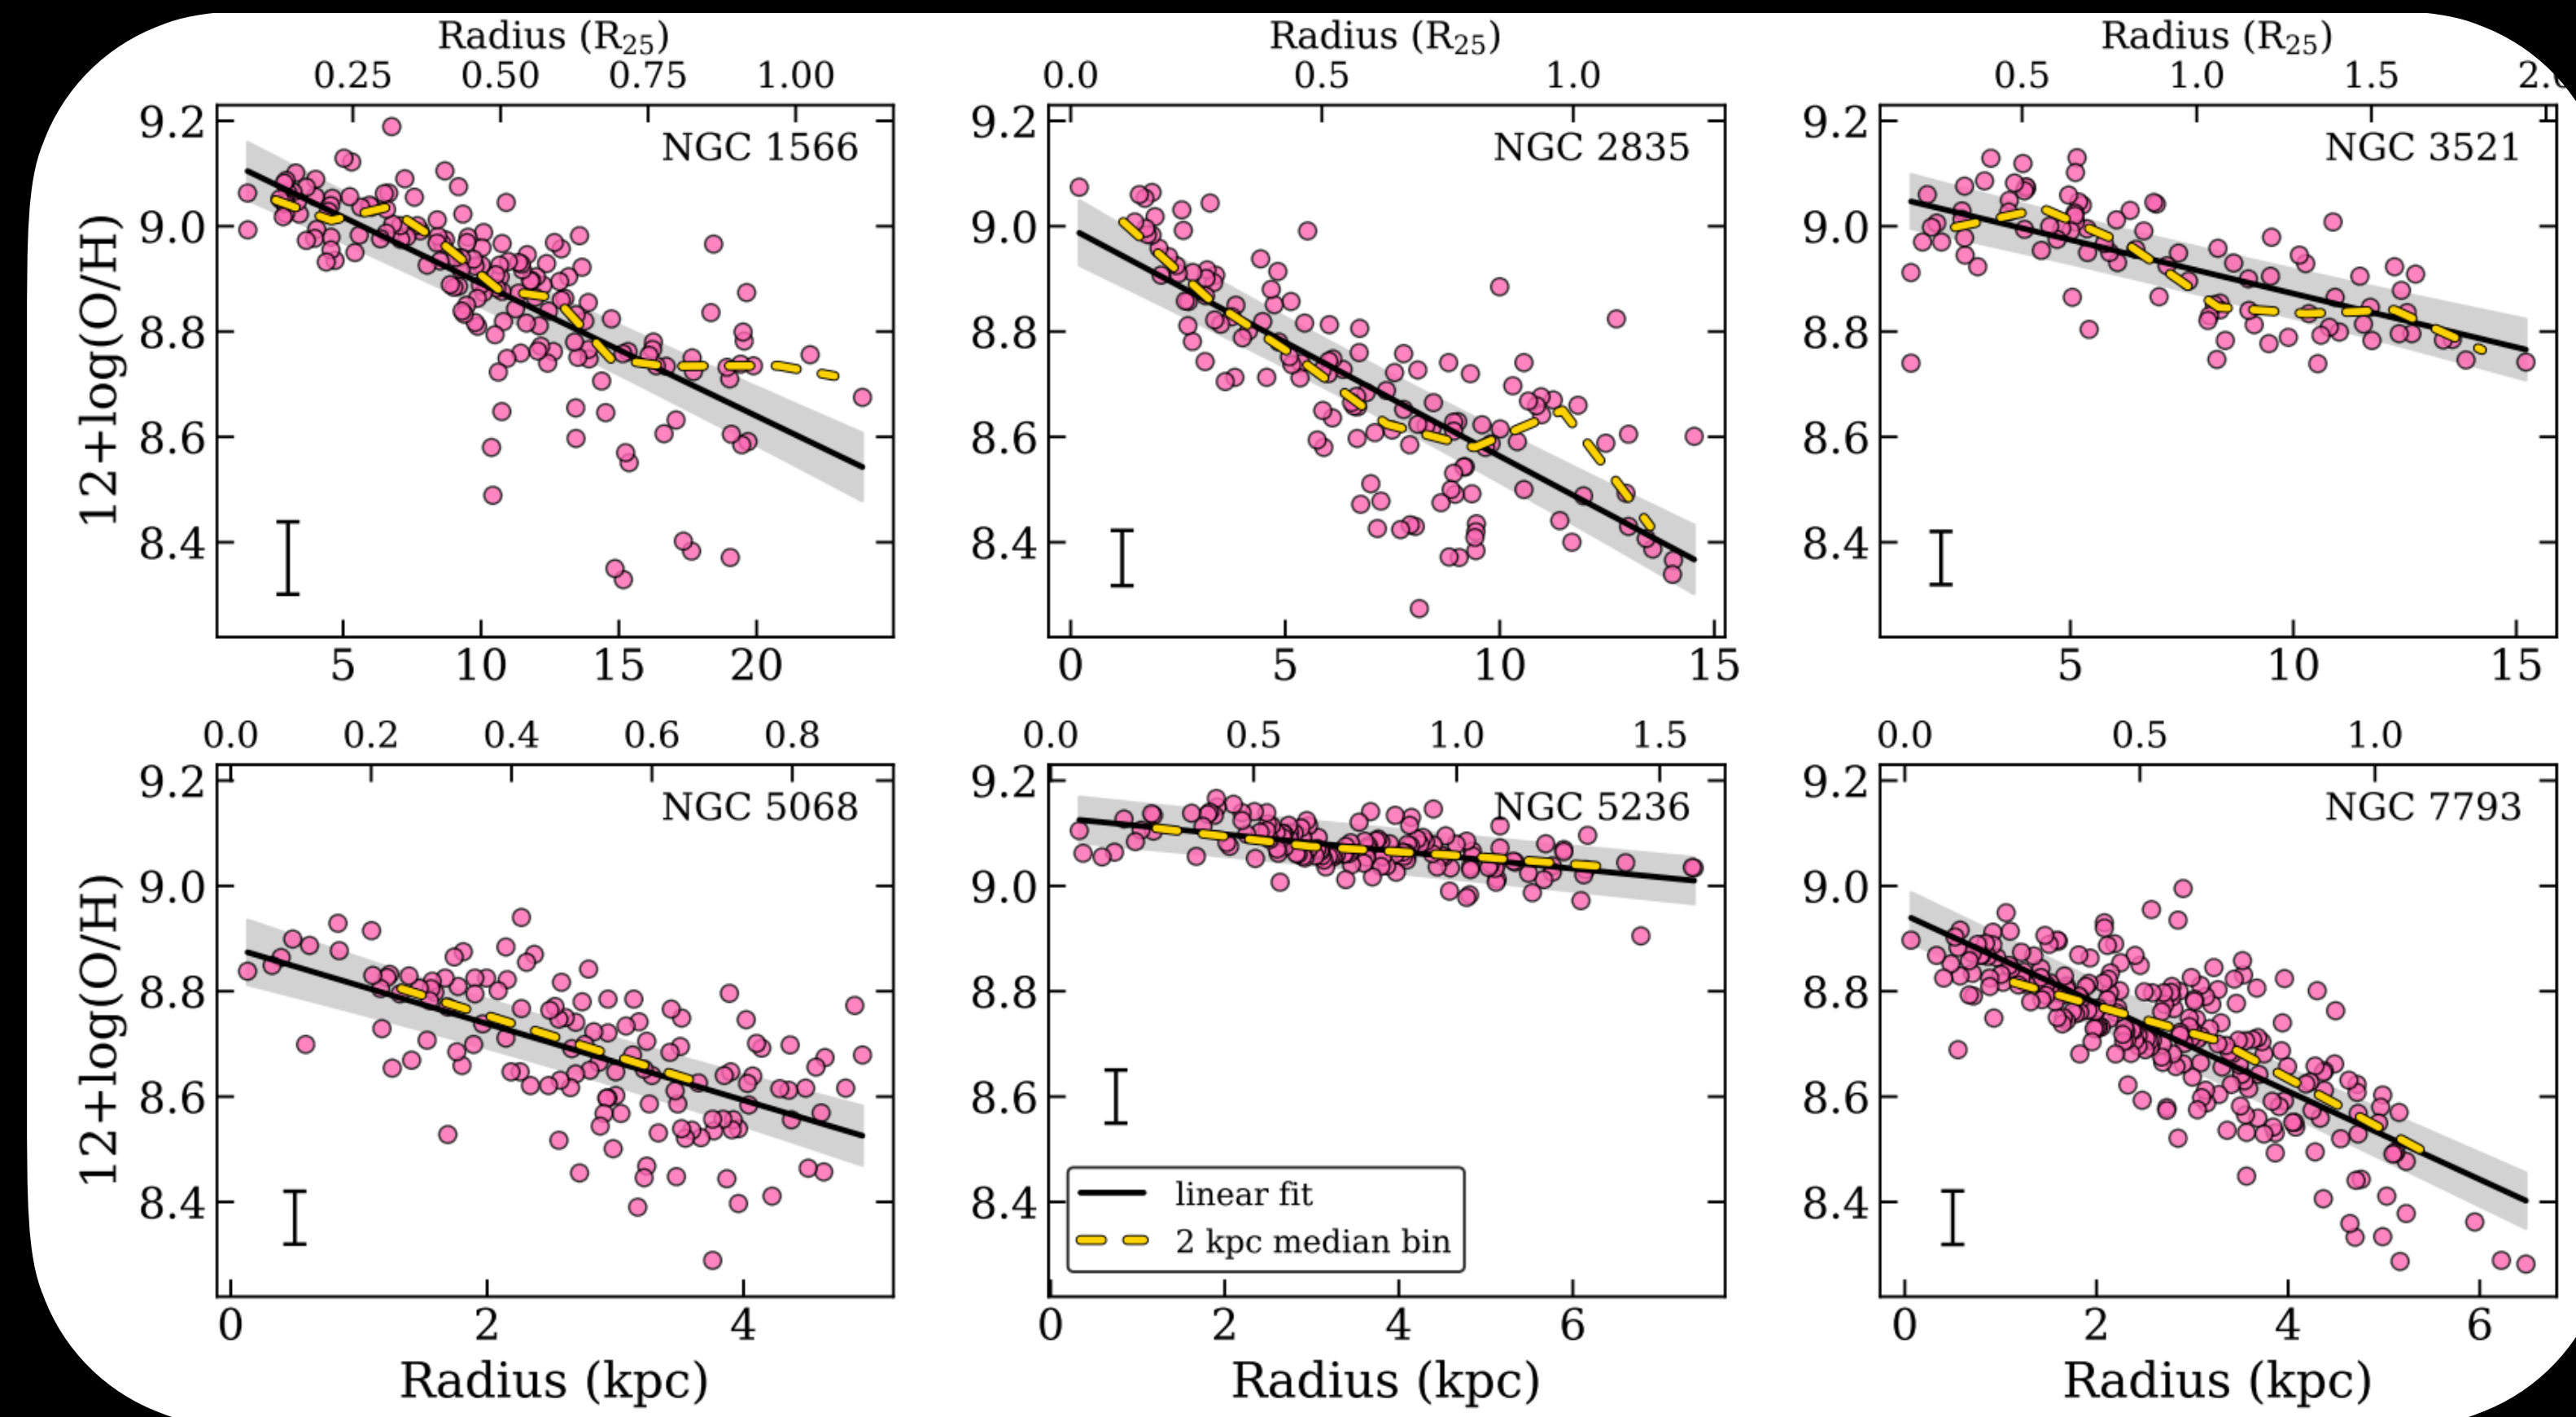 Radius (R25) Radius (R25) Radius (R25)
0.25 0.50 0.75 1.00 0.0 0.5 1.0 0.5 1.0 1.5
9.2 NGC 1566 9.2 NGC 2835 9.2 NGC 3521
9.0 9.0 9.0
8.8 8.8 8.8
8.6 8.6 8.6
8.4 8.4 8.4
12+log(O/H)
5 10 15 20 0 5 10 15 5 10 15
0.0 0.2 0.4 0.6 0.8 0.0 0.5 1.0 1.5 0.0 0.5 1.0
9.2 NGC 5068 9.2 NGC 5236 9.2 NGC 7793
9.0 9.0 9.0
8.8 8.8 8.8
8.6 8.6 8.6
8.4 8.4 8.4
12+log(O/H)
linear fit
2 kpc median bin
0 2 4 0 2 4 6 0 2 4 6
Radius (kpc) Radius (kpc) Radius (kpc)